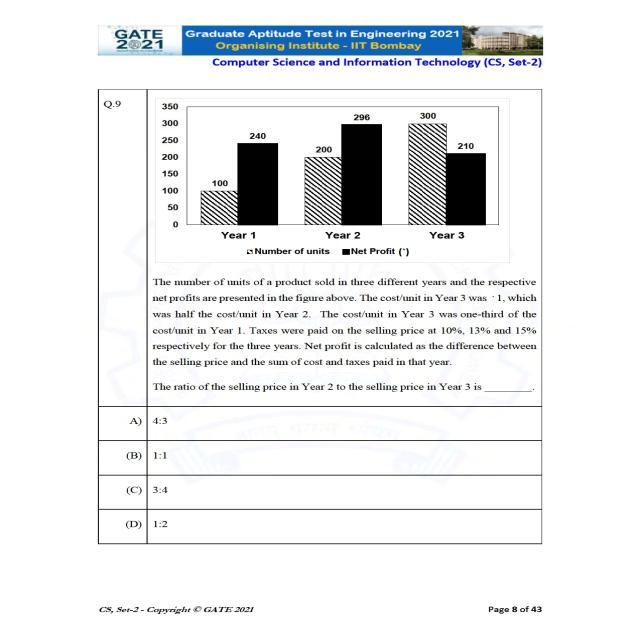 GATE
2021
Graduate Aptitude Test in Engineering 2021
Organising Institute - IIT Bombay
Computer Science and Information Technology (CS, Set-2)
Q.9
350
300
250
200
150
100
50
0
100
240
200
296
300
210
Year 1 Year 2 Year 3
Number of units Net Profit (`)
The number of units of a product sold in three different years and the respective
net profits are presented in the figure above. The cost/unit in Year 3 was ` 1, which
was half the cost/unit in Year 2. The cost/unit in Year 3 was one-third of the
cost/unit in Year 1. Taxes were paid on the selling price at 10%, 13% and 15%
respectively for the three years. Net profit is calculated as the difference between
the selling price and the sum of cost and taxes paid in that year.
The ratio of the selling price in Year 2 to the selling price in Year 3 is ________.
A) 4:3
(B) 1:1
(C) 3:4
(D) 1:2
CS, Set-2 - Copyright © GATE 2021
Page 8 of 43